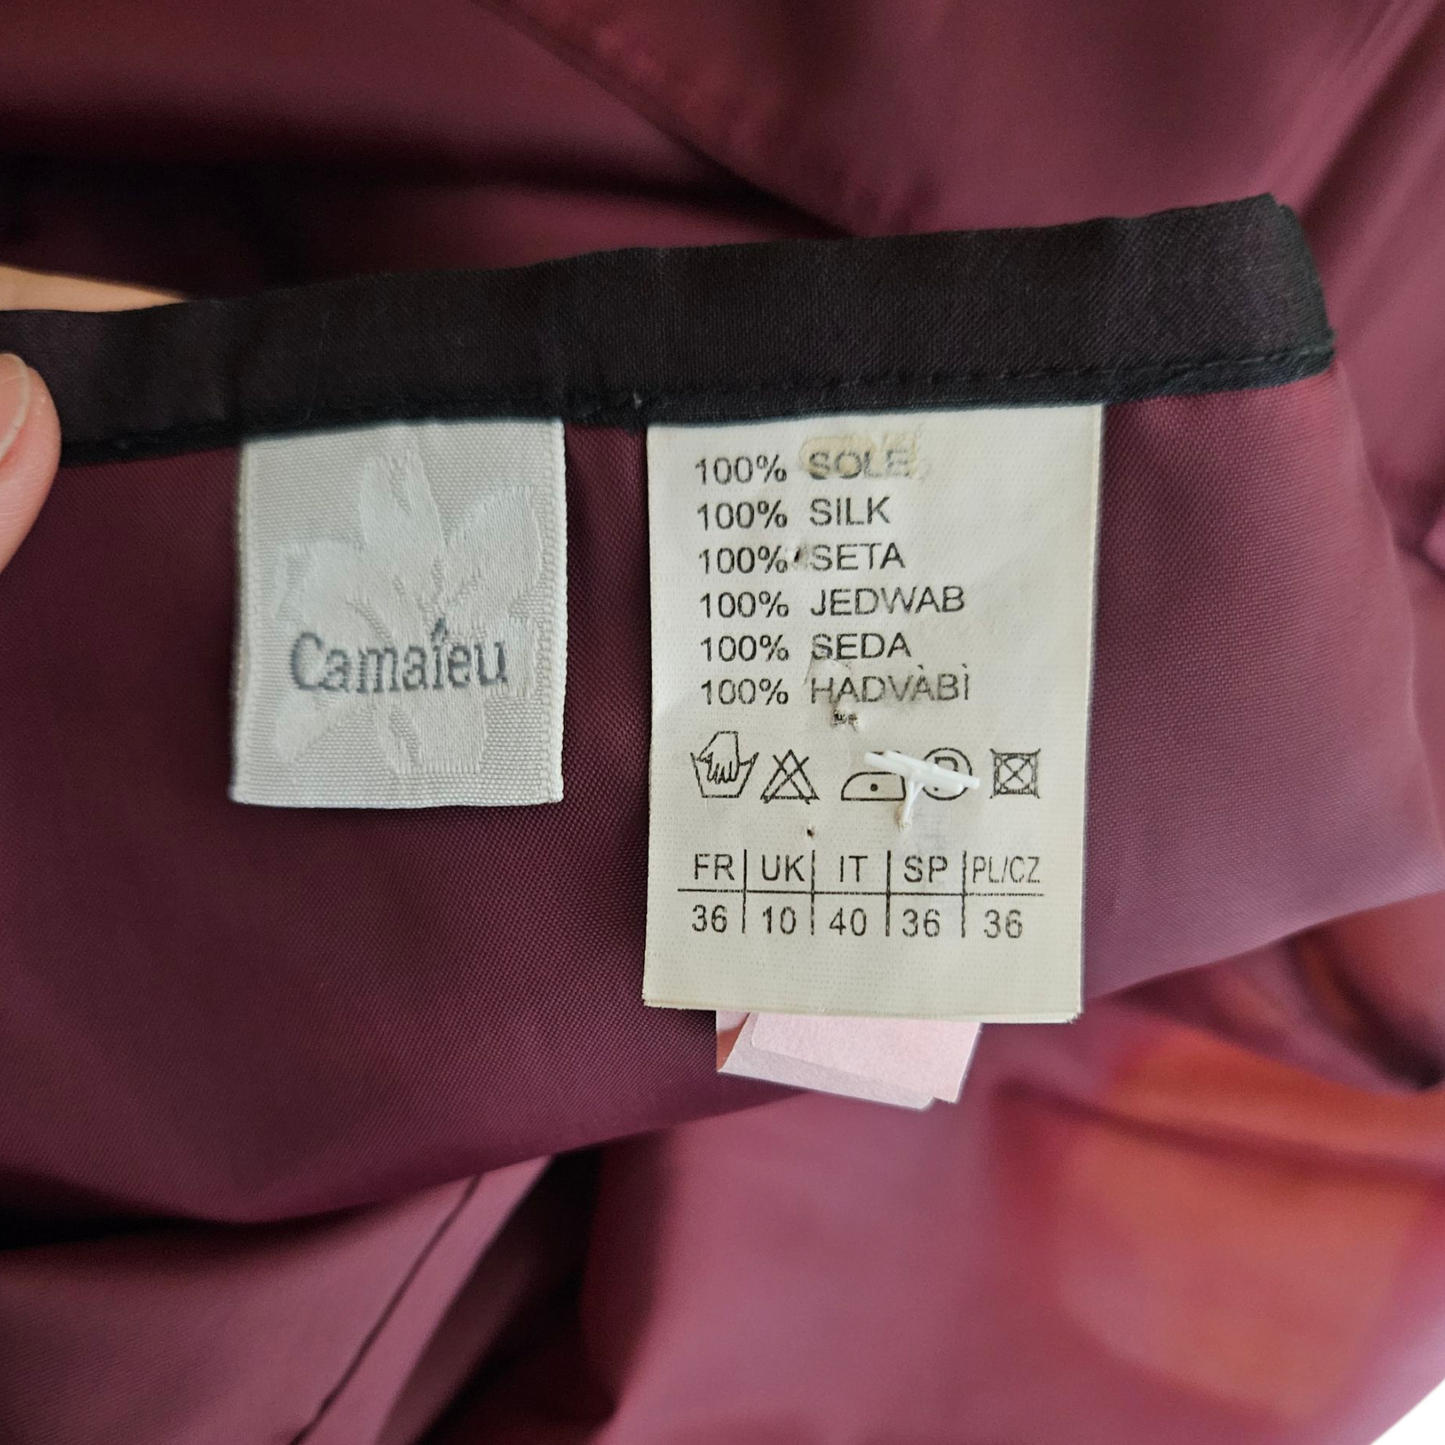 Camaïeu
100% SOLE
100% SILK
100% SETA
100% JEDWAB
100% SEDA
100% HADVÀBÌ
P
FR UK IT SP PL/CZ
36 10 40 36 36